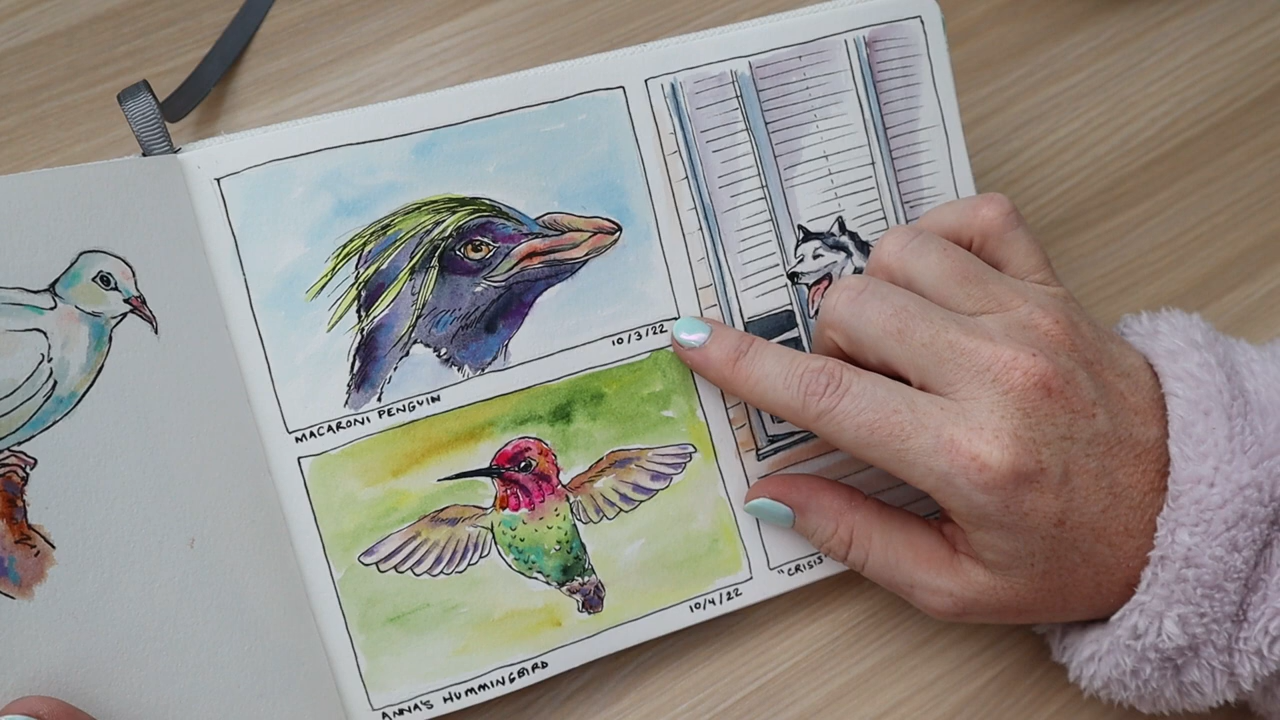 10/3/22
MACARONI PENGUIN
10/4/22
ANNA'S HUMMINGBIRD
"CRISIS"